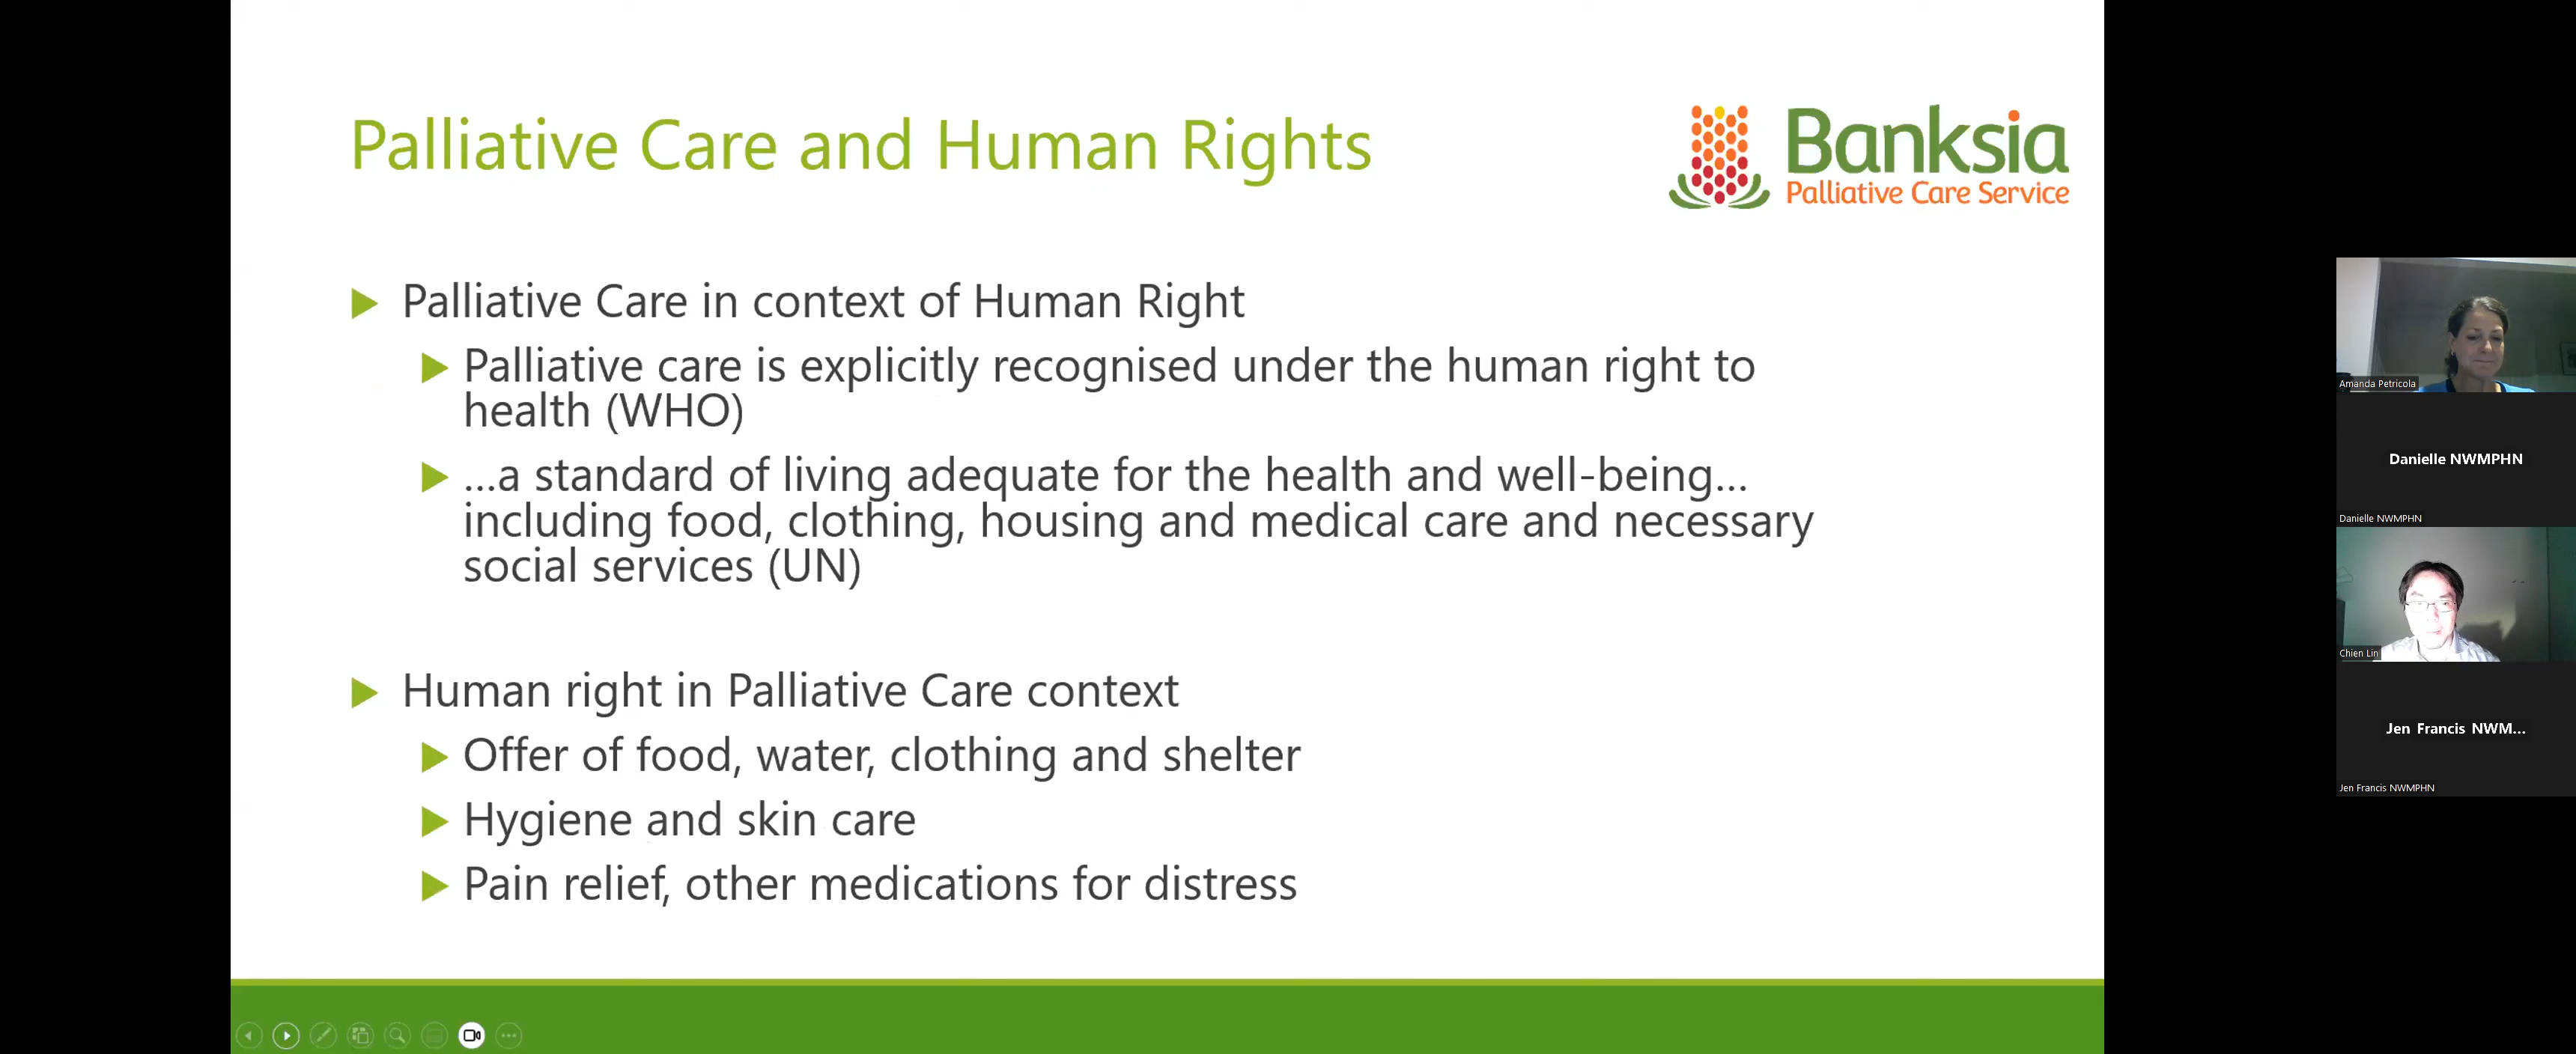 Palliative Care and Human Rights
Banksia
Palliative Care Service
Palliative Care in context of Human Right
Palliative care is explicitly recognised under the human right to
health (WHO)
...a standard of living adequate for the health and well-being...
including food, clothing, housing and medical care and necessary
social services (UN)
Human right in Palliative Care context
Offer of food, water, clothing and shelter
Hygiene and skin care
Pain relief, other medications for distress
Amanda Petricola
Danielle NWMPHN
Danielle NWMPHN
Chien Lin
Jen Francis NWM...
Jen Francis NWMPHN